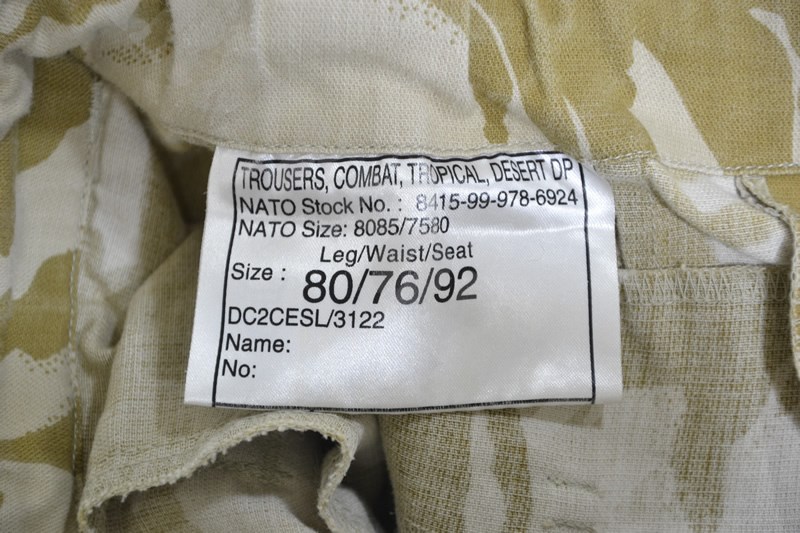 TROUSERS, COMBAT, TROPICAL, DESERT DP
NATO Stock No. : 8415-99-978-6924
NATO Size: 8085/7580
Leg/Waist/Seat
Size : 80/76/92
DC2CESL/3122
Name:
No: